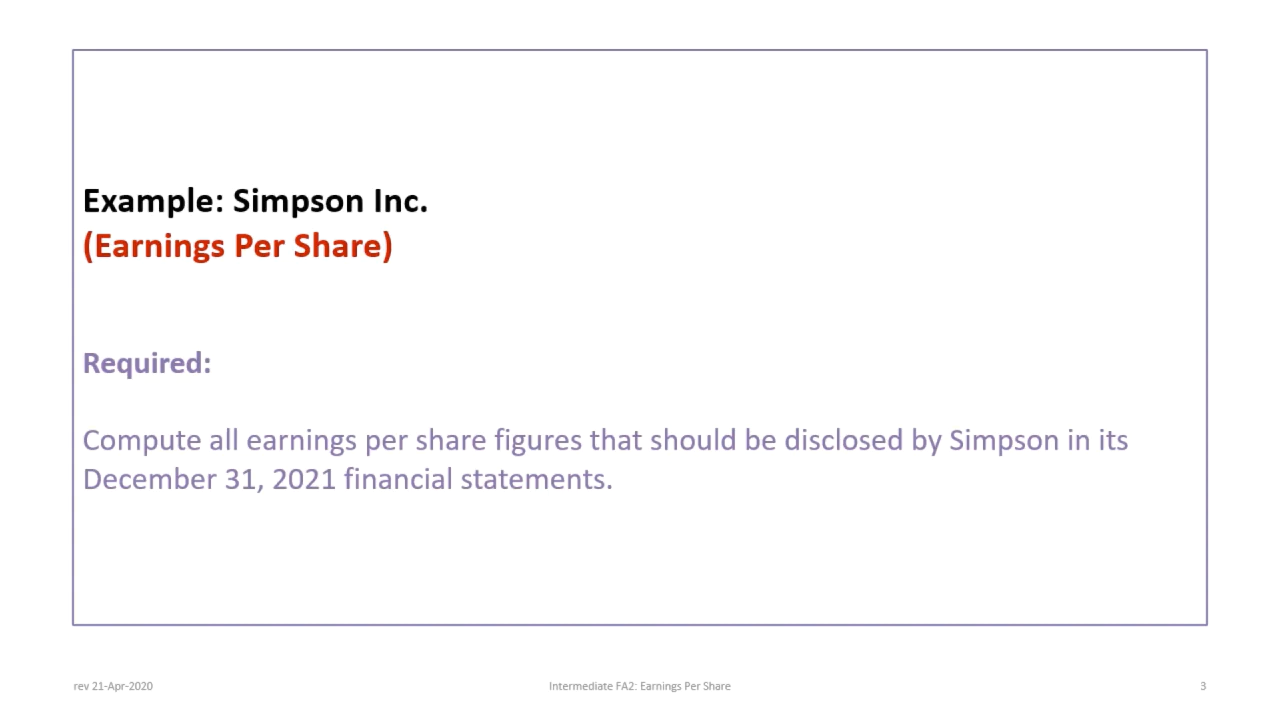 Example: Simpson Inc.
(Earnings Per Share)
Required:
Compute all earnings per share figures that should be disclosed by Simpson in its
December 31, 2021 financial statements.
rev 21-Apr-2020
Intermediate FA2: Earnings Per Share
3